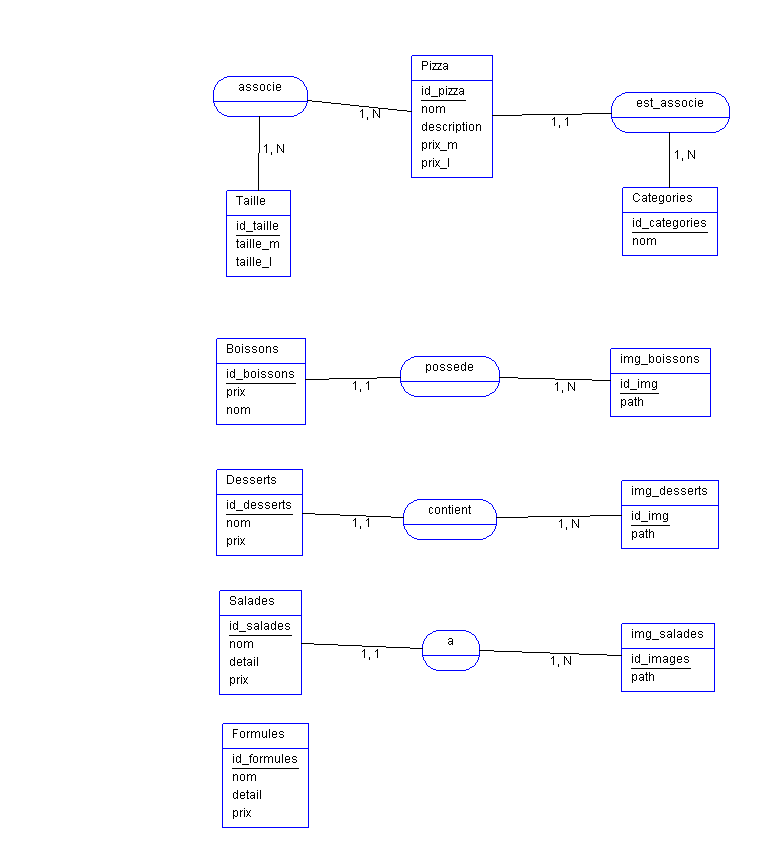 Pizza
id_pizza
nom
description
prix_m
prix_l
associe
1, N
1, N
1, 1
est_associe
1, N
Taille
id_taille
taille_m
taille_l
Categories
id_categories
nom
Boissons
id_boissons
prix
nom
1, 1
possede
1, N
img_boissons
id_img
path
Desserts
id_desserts
nom
prix
1, 1
contient
1, N
img_desserts
id_img
path
Salades
id_salades
nom
detail
prix
1, 1
a
1, N
img_salades
id_images
path
Formules
id_formules
nom
detail
prix